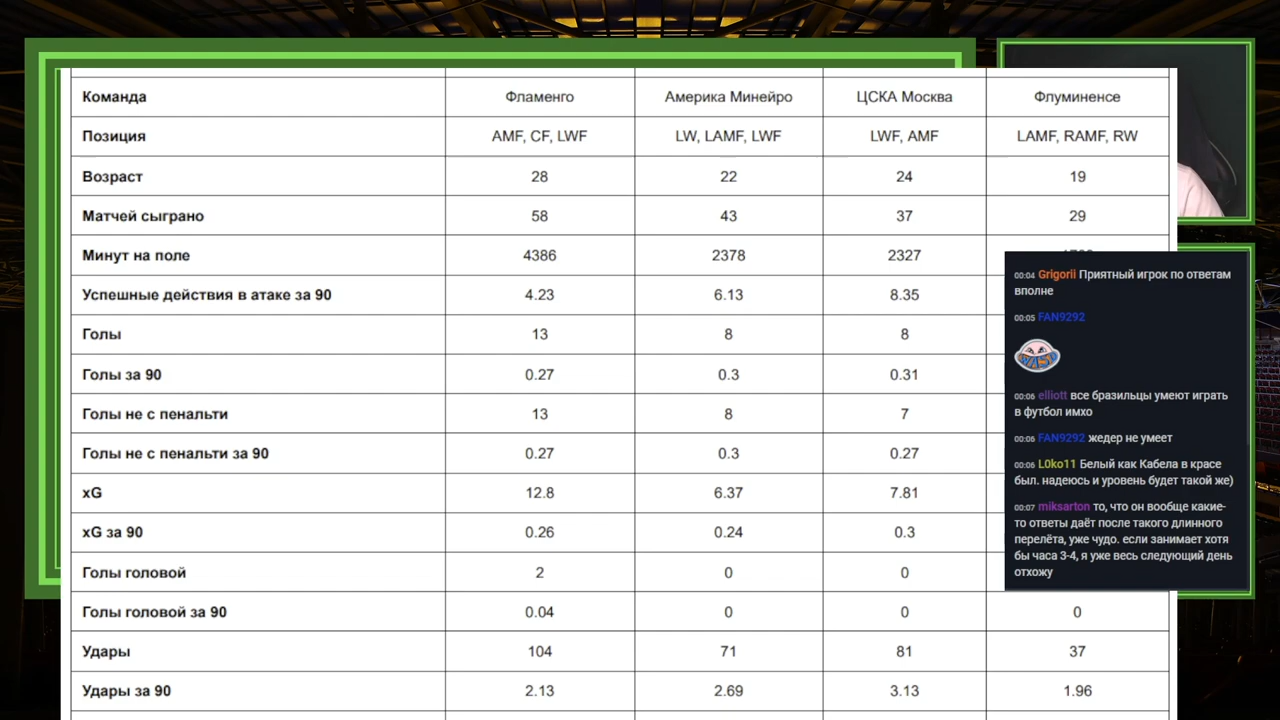 Команда Фламенго Америка Минейро ЦСКА Москва Флуминенсе
Позиция AMF, CF, LWF LW, LAMF, LWF LWF, AMF LAMF, RAMF, RW
Возраст 28 22 24 19
Матчей сыграно 58 43 37 29
Минут на поле 4386 2378 2327
Успешные действия в атаке за 90 4.23 6.13 8.35
Голы 13 8 8
Голы за 90 0.27 0.3 0.31
Голы не с пенальти 13 8 7
Голы не с пенальти за 90 0.27 0.3 0.27
xG 12.8 6.37 7.81
xG за 90 0.26 0.24 0.3
Голы головой 2 0 0
Голы головой за 90 0.04 0 0 0
Удары 104 71 81 37
Удары за 90 2.13 2.69 3.13 1.96
00:04 Grigorii Приятный игрок по ответам
вполне
00:05 FAN9292
00:06 elliott все бразильцы умеют играть
в футбол имхо
00:06 FAN9292 жедер не умеет
00:06 L0ko11 Белый как Кабела в красе
был. надеюсь и уровень будет такой же)
00:07 miksarton то, что он вообще какие-
то ответы даёт после такого длинного
перелёта, уже чудо. если занимает хотя
бы часа 3-4, я уже весь следующий день
отхожу